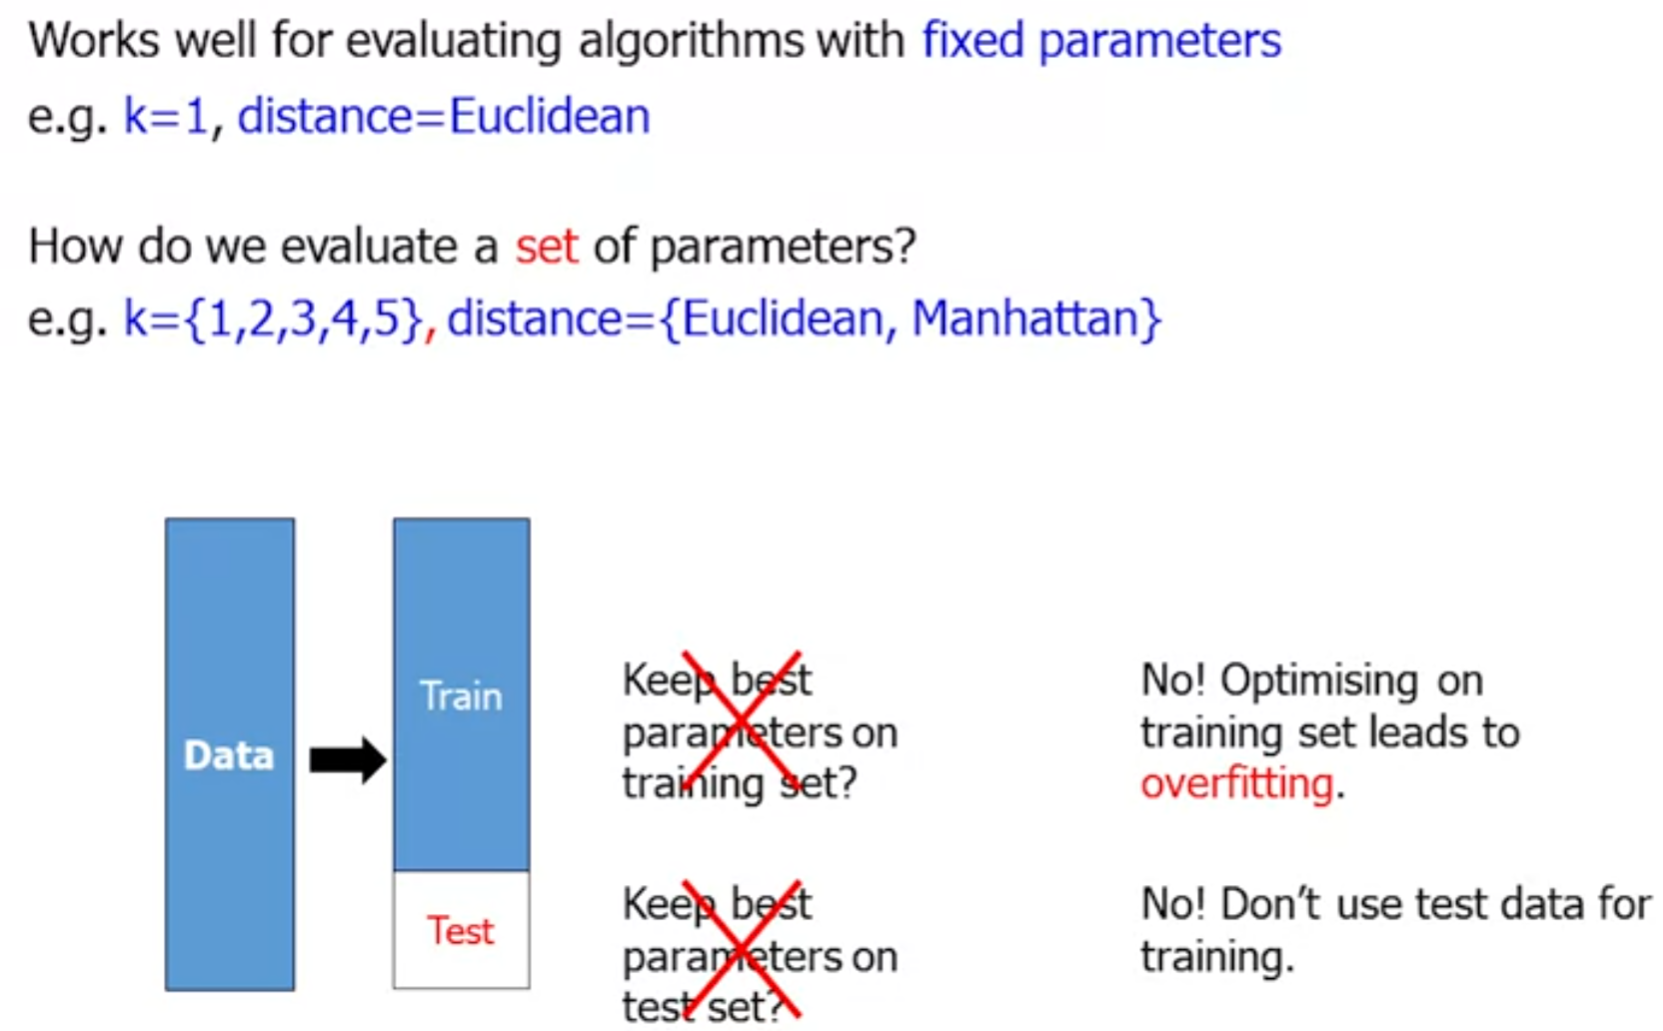 Works well for evaluating algorithms with fixed parameters
e.g. k=1, distance=Euclidean
How do we evaluate a set of parameters?
e.g. k={1,2,3,4,5}, distance={Euclidean, Manhattan}
Data
Train
Test
Keep best
parameters on
training set?
No! Optimising on
training set leads to
overfitting.
Keep best
parameters on
test set?
No! Don't use test data for
training.